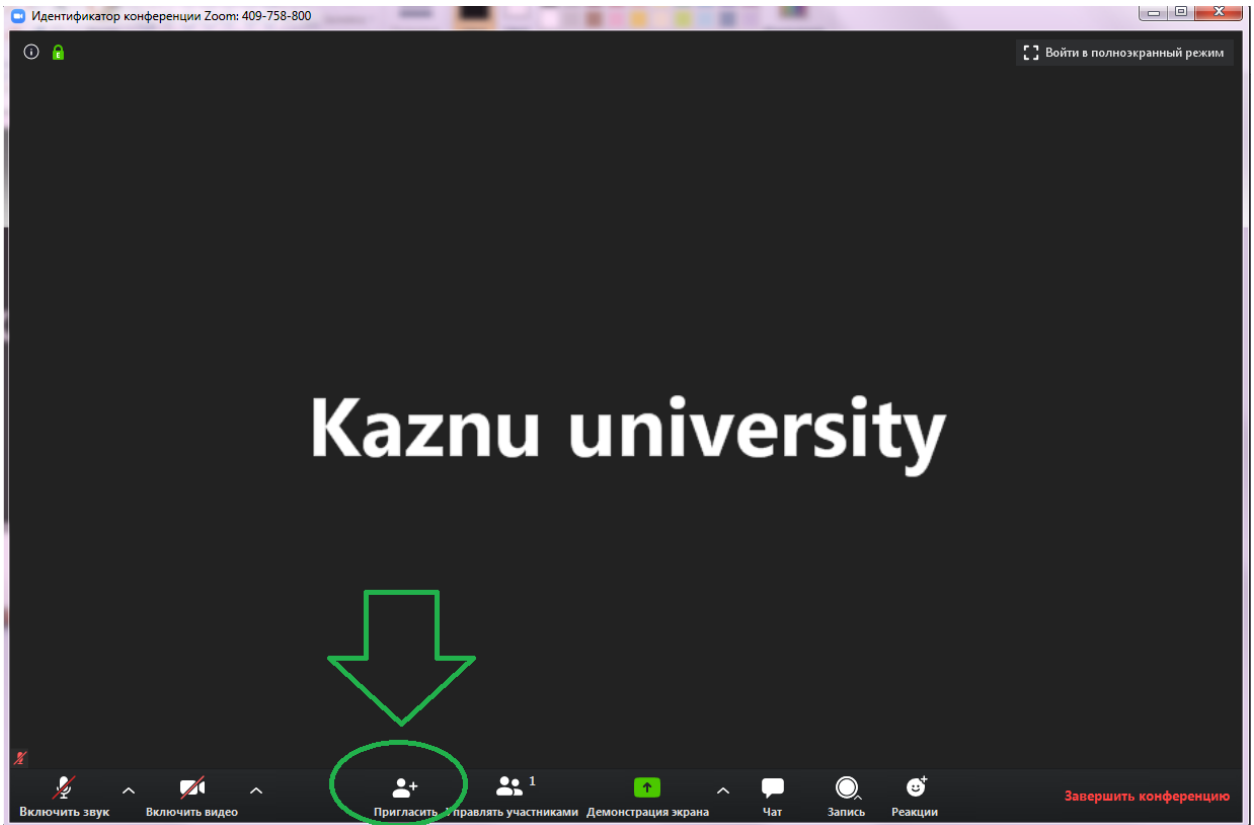 Идентификатор конференции Zoom: 409-758-800
Войти в полноэкранный режим
Kaznu university
1
Включить звук Включить видео Пригласить Управлять участниками Демонстрация экрана Чат Запись Реакции Завершить конференцию